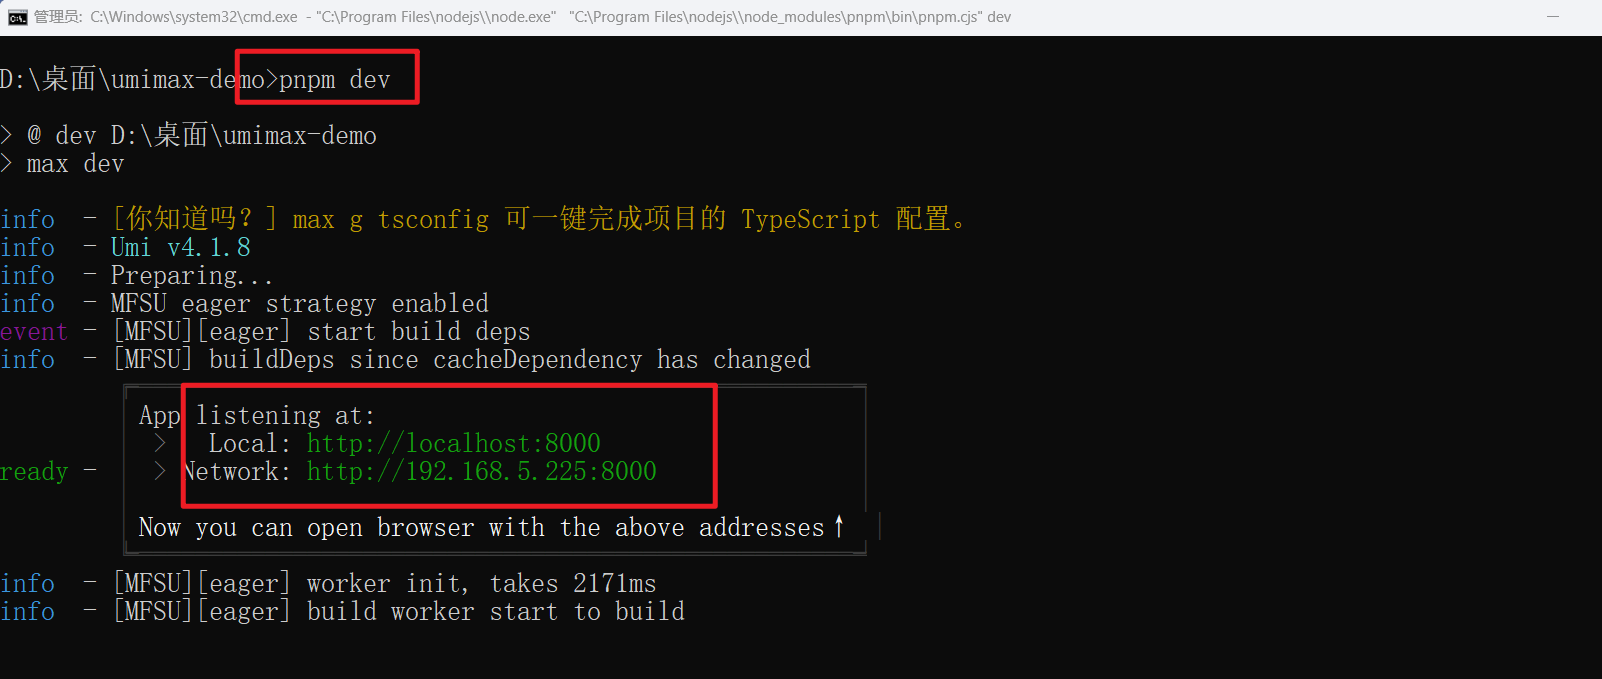 管理员: C:\Windows\system32\cmd.exe - "C:\Program Files\nodejs\\node.exe" "C:\Program Files\nodejs\\node_modules\pnpm\bin\pnpm.cjs" dev
D:\桌面\umimax-demo>pnpm dev
> @ dev D:\桌面\umimax-demo
> max dev
info - [你知道吗？] max g tsconfig 可一键完成项目的 TypeScript 配置。
info - Umi v4.1.8
info - Preparing...
info - MFSU eager strategy enabled
event - [MFSU][eager] start build deps
info - [MFSU] buildDeps since cacheDependency has changed
App listening at:
> Local: http://localhost:8000
ready - > Network: http://192.168.5.225:8000
Now you can open browser with the above addresses↑
info - [MFSU][eager] worker init, takes 2171ms
info - [MFSU][eager] build worker start to build